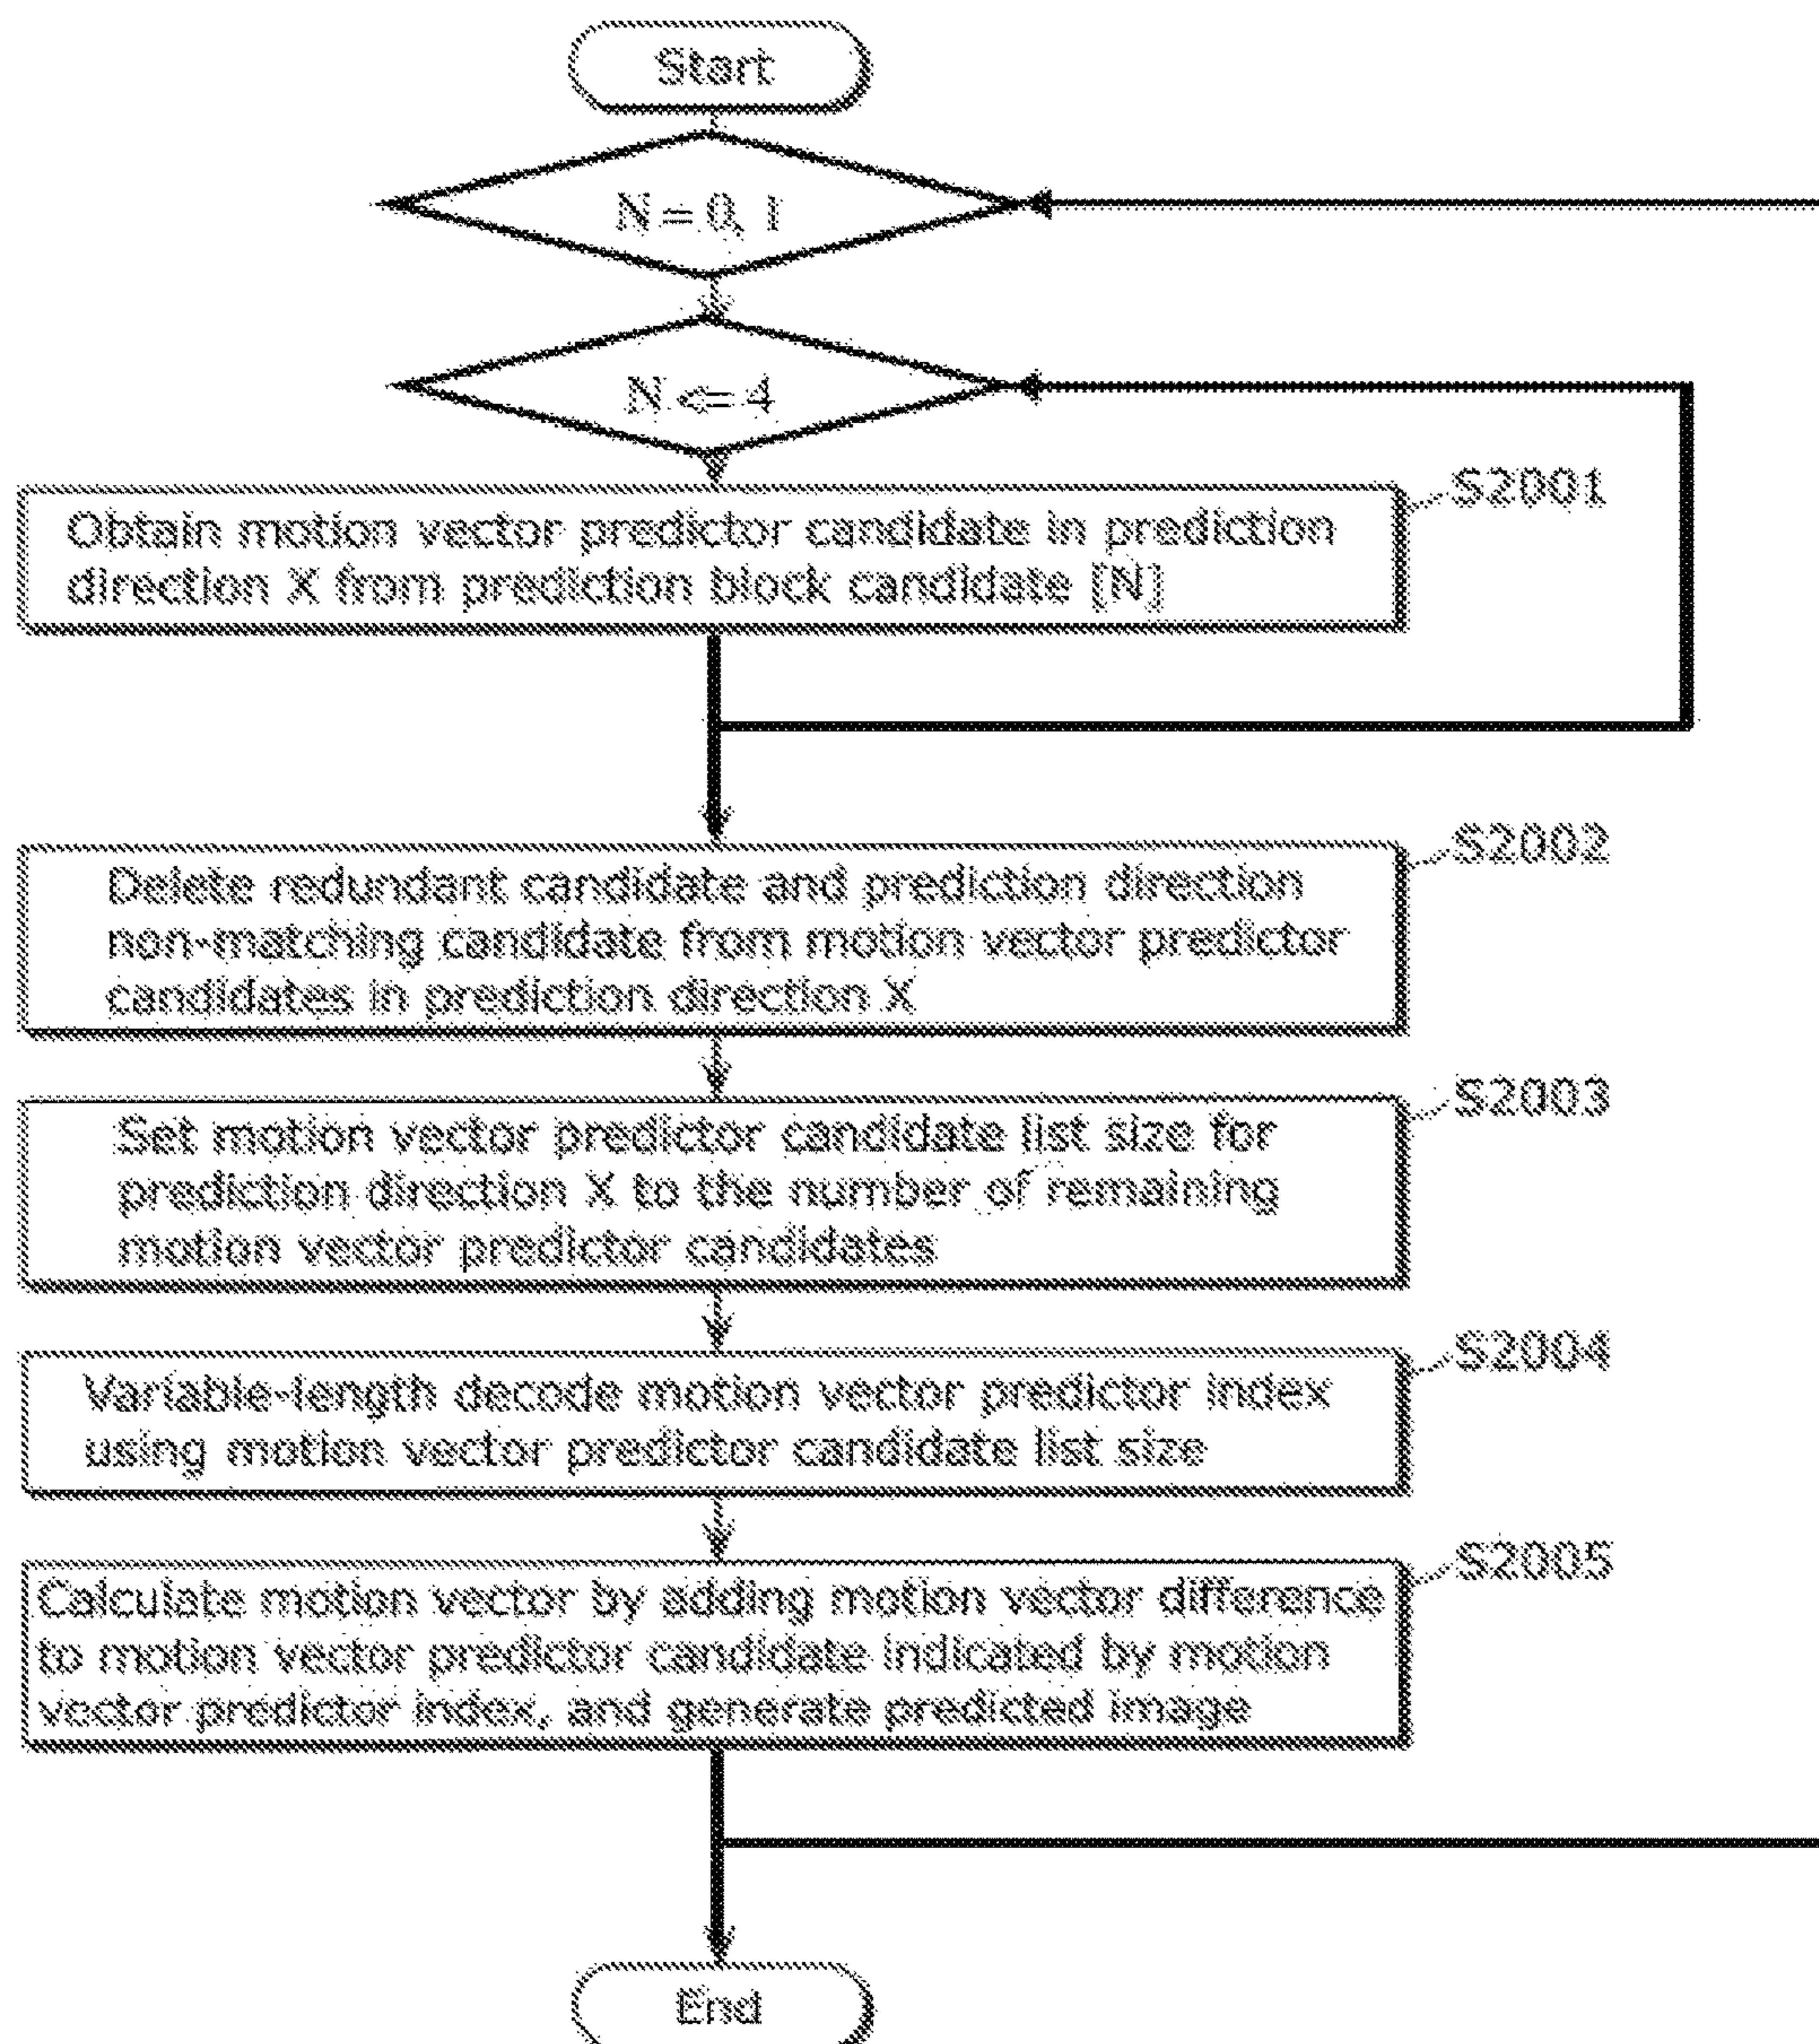 Start
N = 0, 1
N <= 4
S2001
Obtain motion vector predictor candidate in prediction
direction X from prediction block candidate [N]
S2002
Delete redundant candidate and prediction direction
non-matching candidate from motion vector predictor
candidates in prediction direction X
S2003
Set motion vector predictor candidate list size for
prediction direction X to the number of remaining
motion vector predictor candidates
S2004
Variable-length decode motion vector predictor index
using motion vector predictor candidate list size
S2005
Calculate motion vector by adding motion vector difference
to motion vector predictor candidate indicated by motion
vector predictor index, and generate predicted image
End